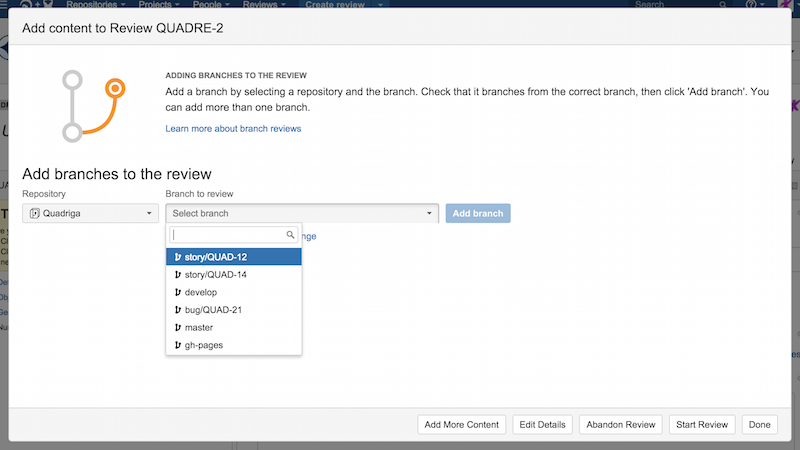 Repositories Projects People Reviews Create review Search
Add content to Review QUADRE-2
ADDING BRANCHES TO THE REVIEW
Add a branch by selecting a repository and the branch. Check that it branches from the correct branch, then click 'Add branch'. You
can add more than one branch.
Learn more about branch reviews
Add branches to the review
Repository
Branch to review
Quadriga
Select branch
Add branch
story/QUAD-12
story/QUAD-14
develop
bug/QUAD-21
master
gh-pages
Add More Content
Edit Details
Abandon Review
Start Review
Done